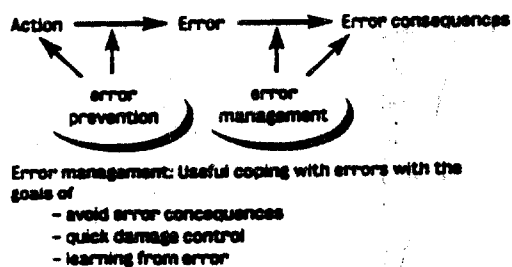 Action Error Error consequences
error error
prevention management
Error management: Useful coping with errors with the
goals of
– avoid error concequences
– quick damage control
– learning from error